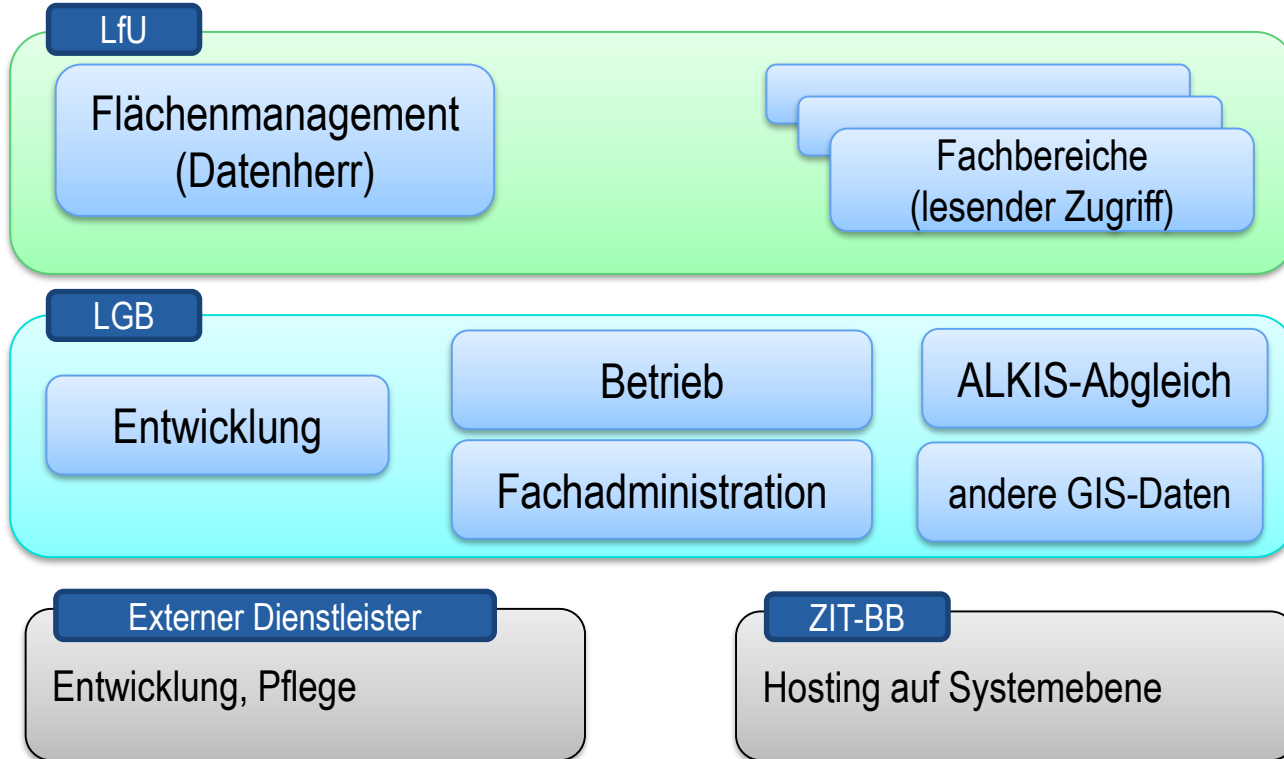 LfU
Flächenmanagement
(Datenherr)
Fachbereiche
(lesender Zugriff)
LGB
Entwicklung
Betrieb
Fachadministration
ALKIS-Abgleich
andere GIS-Daten
Externer Dienstleister
Entwicklung, Pflege
ZIT-BB
Hosting auf Systemebene